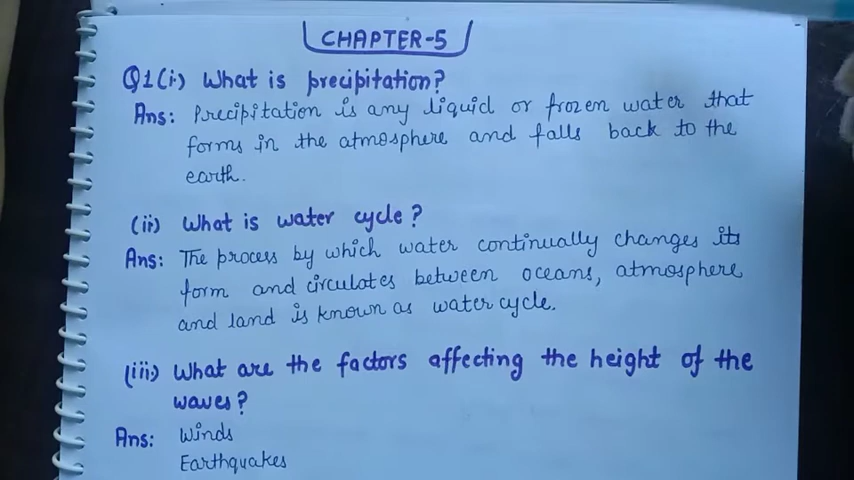 CHAPTER-5
Q1(i) What is precipitation?
Ans: Precipitation is any liquid or frozen water that
forms in the atmosphere and falls back to the
earth.
(ii) What is water cycle?
Ans: The process by which water continually changes its
form and circulates between oceans, atmosphere
and land is known as water cycle.
(iii) What are the factors affecting the height of the
waves?
Ans: Winds
Earthquakes